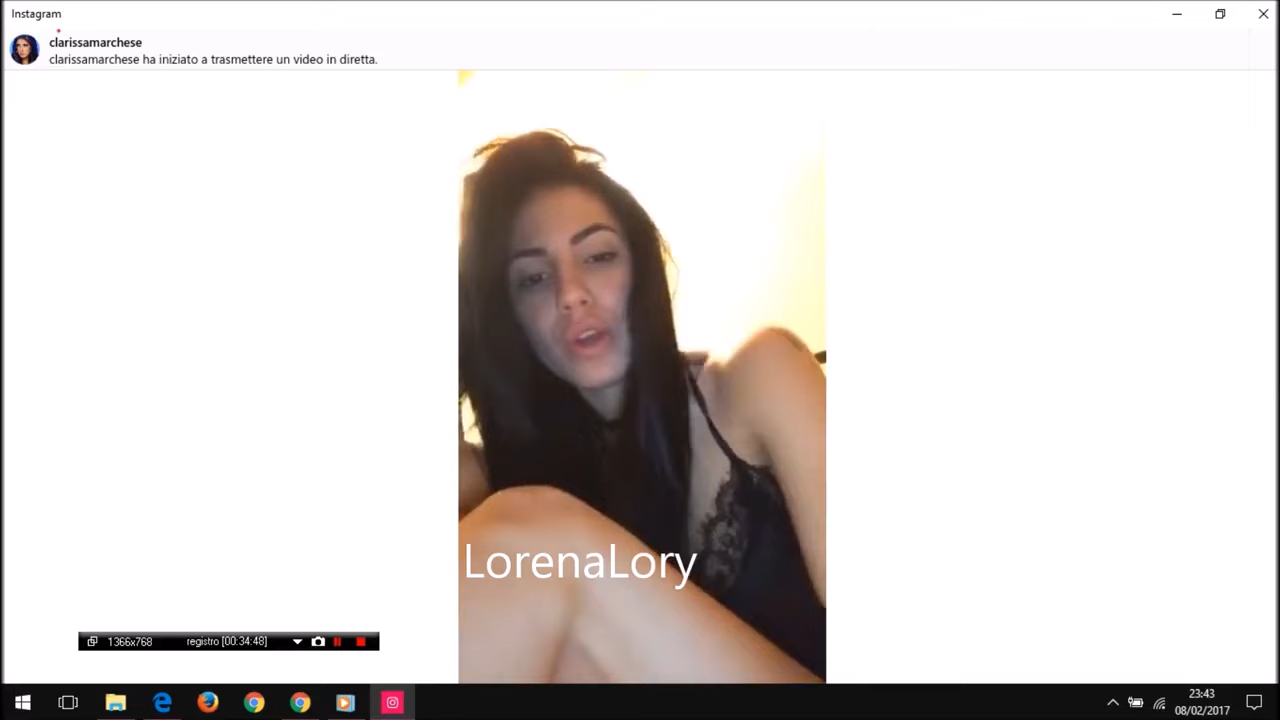 Instagram
clarissamarchese
clarissamarchese ha iniziato a trasmettere un video in diretta.
LorenaLory
1366x768 registro [00:34:48]
23:43
08/02/2017